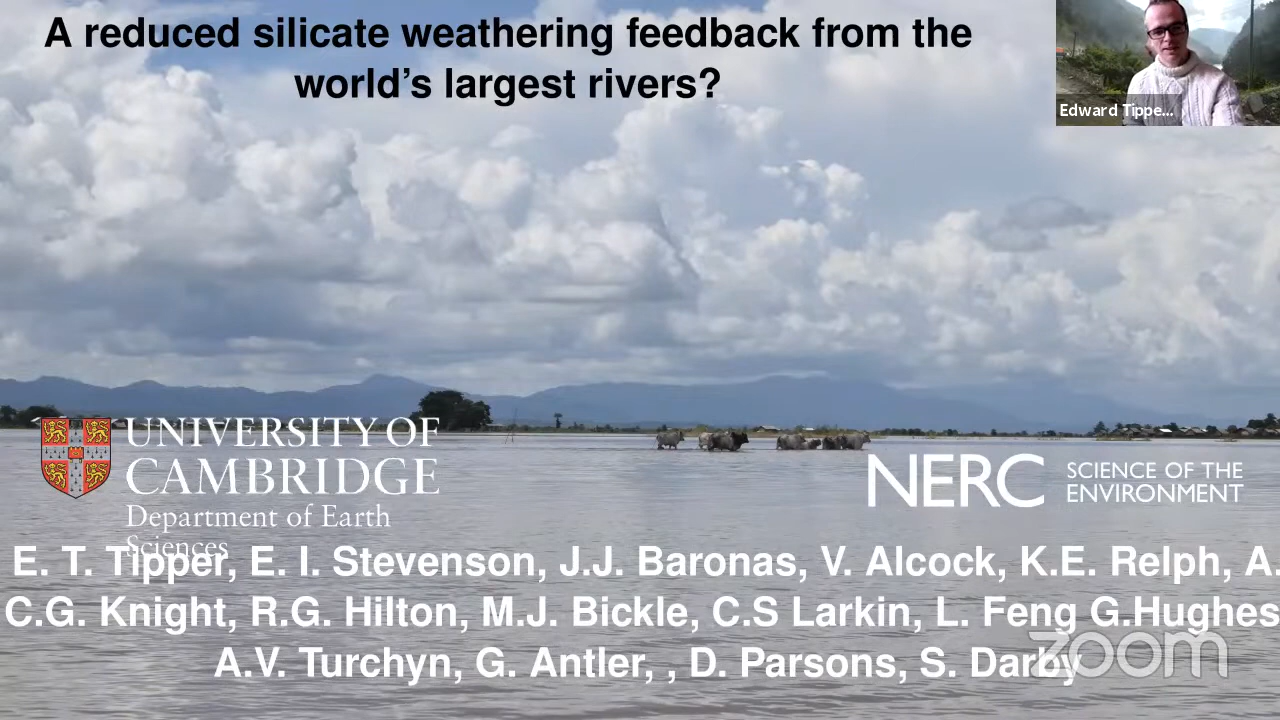 A reduced silicate weathering feedback from the
world's largest rivers?
Edward Tippe...
UNIVERSITY OF
CAMBRIDGE
Department of Earth
Sciences
NERC
SCIENCE OF THE
ENVIRONMENT
E. T. Tipper, E. I. Stevenson, J.J. Baronas, V. Alcock, K.E. Relph, A.
C.G. Knight, R.G. Hilton, M.J. Bickle, C.S Larkin, L. Feng G.Hughes
A.V. Turchyn, G. Antler, , D. Parsons, S. Darby
zoom